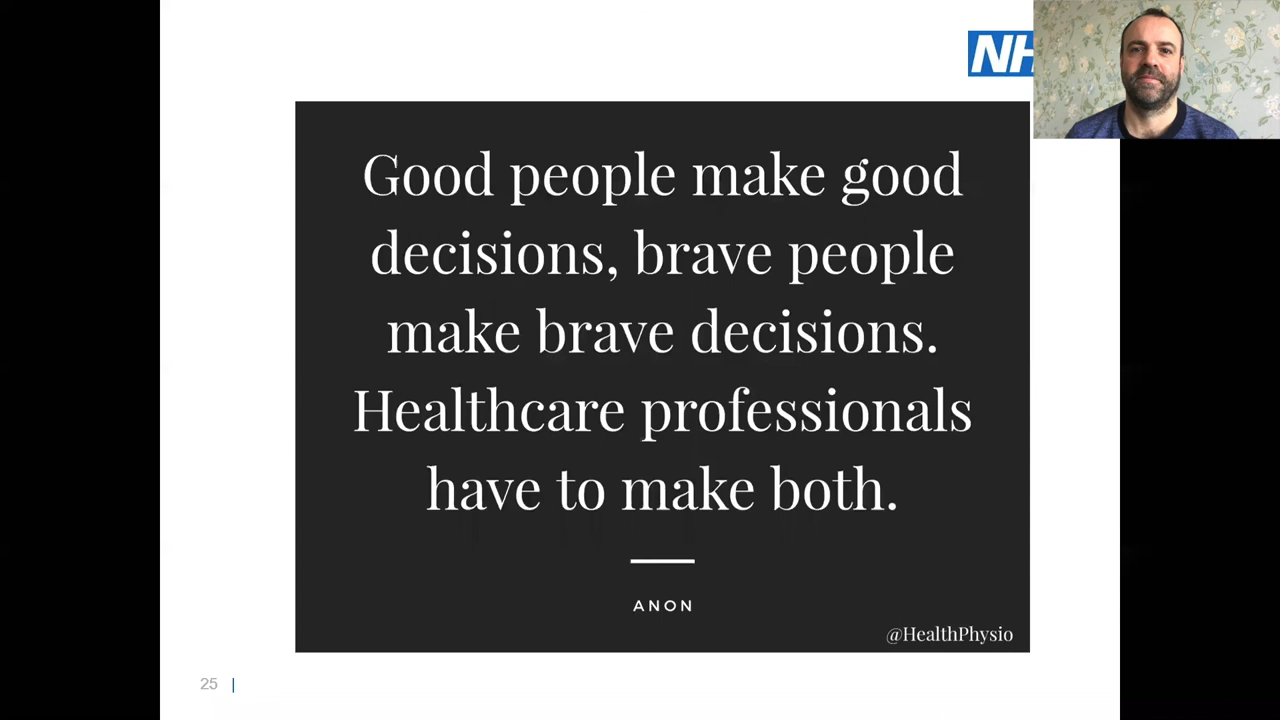 NH
Good people make good
decisions, brave people
make brave decisions.
Healthcare professionals
have to make both.
ANON
@HealthPhysio
25